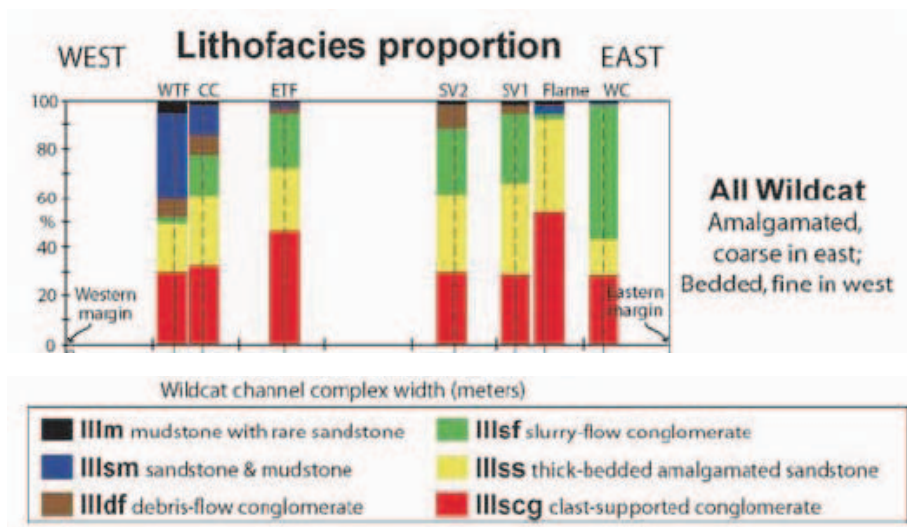 Lithofacies proportion
WEST
EAST
WTF CC ETF SV2 SV1 Flame WC
100
80
60
%
40
20
0
Western
margin
Eastern
margin
All Wildcat
Amalgamated,
coarse in east;
Bedded, fine in west
Wildcat channel complex width (meters)
IIIm mudstone with rare sandstone
IIIsm sandstone & mudstone
IIIdf debris-flow conglomerate
IIIsf slurry-flow conglomerate
IIIss thick-bedded amalgamated sandstone
IIIscg clast-supported conglomerate